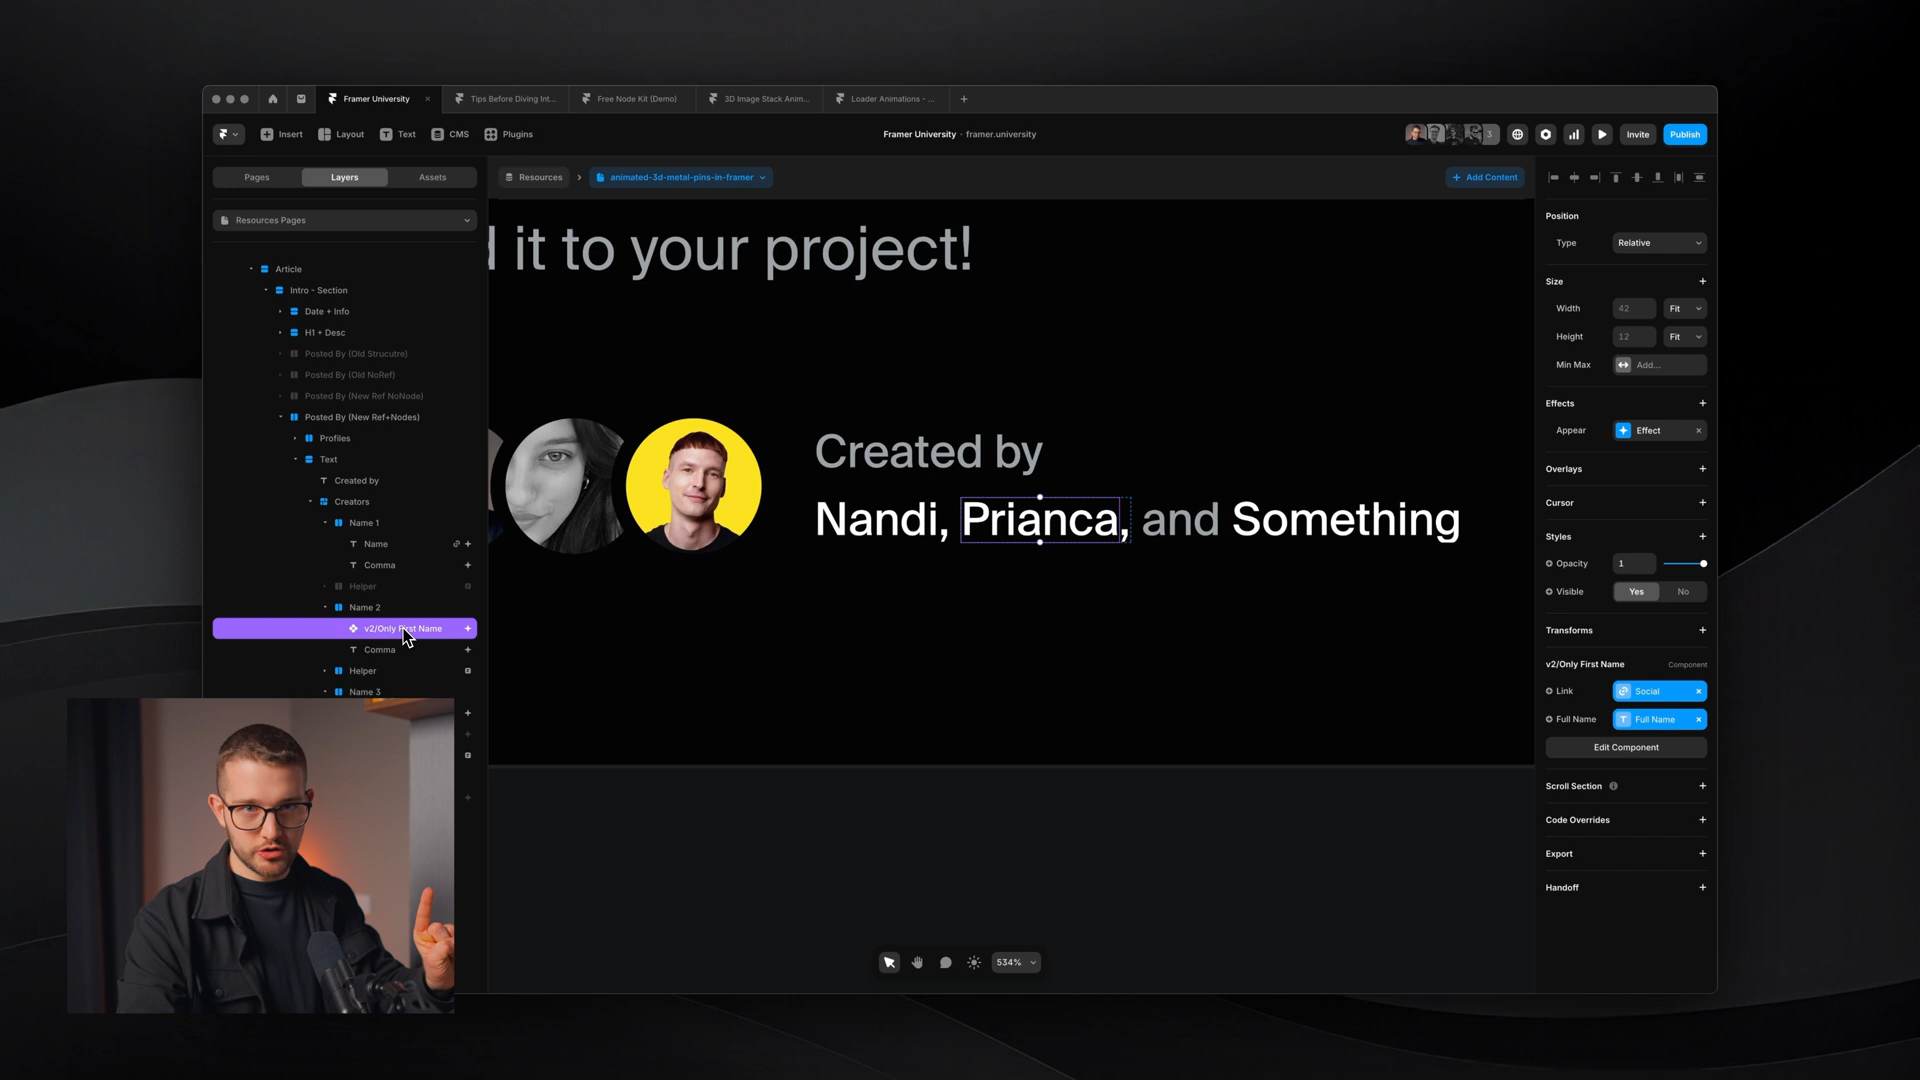 Framer University
Tips Before Diving Int...
Free Node Kit (Demo)
3D Image Stack Anim...
Loader Animations - ...
Insert
Layout
Text
CMS
Plugins
Framer University · framer.university
3
Invite
Publish
Pages
Layers
Assets
Resources
animated-3d-metal-pins-in-framer
Add Content
Resources Pages
Article
Intro - Section
Date + Info
H1 + Desc
Posted By (Old Strucutre)
Posted By (Old NoRef)
Posted By (New Ref NoNode)
Posted By (New Ref+Nodes)
Profiles
Text
Created by
Creators
Name 1
Name
Comma
Helper
Name 2
v2/Only First Name
Comma
Helper
Name 3
it to your project!
Created by
Nandi, Prianca, and Something
534%
Position
Type
Relative
Size
Width
42
Fit
Height
12
Fit
Min Max
Add...
Effects
Appear
Effect
Overlays
Cursor
Styles
Opacity
1
Visible
Yes
No
Transforms
v2/Only First Name
Component
Link
Social
Full Name
Full Name
Edit Component
Scroll Section
Code Overrides
Export
Handoff